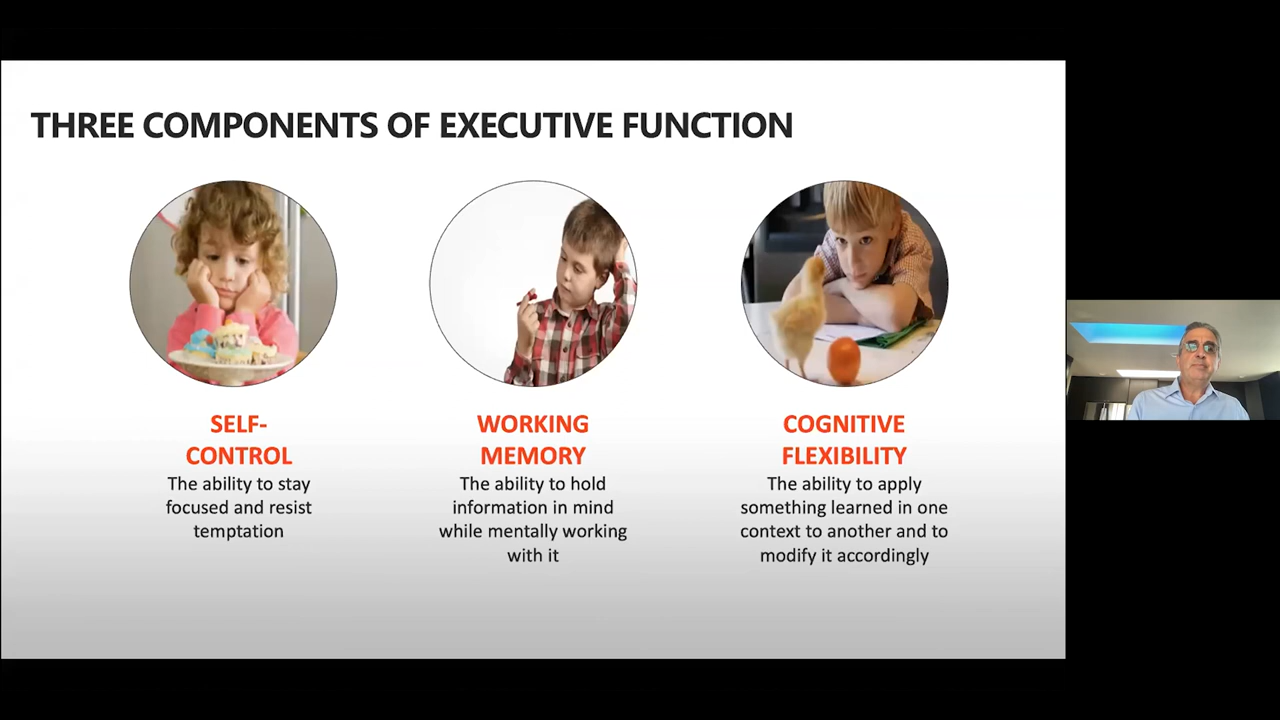 THREE COMPONENTS OF EXECUTIVE FUNCTION
SELF-
CONTROL
The ability to stay
focused and resist
temptation
WORKING
MEMORY
The ability to hold
information in mind
while mentally working
with it
COGNITIVE
FLEXIBILITY
The ability to apply
something learned in one
context to another and to
modify it accordingly